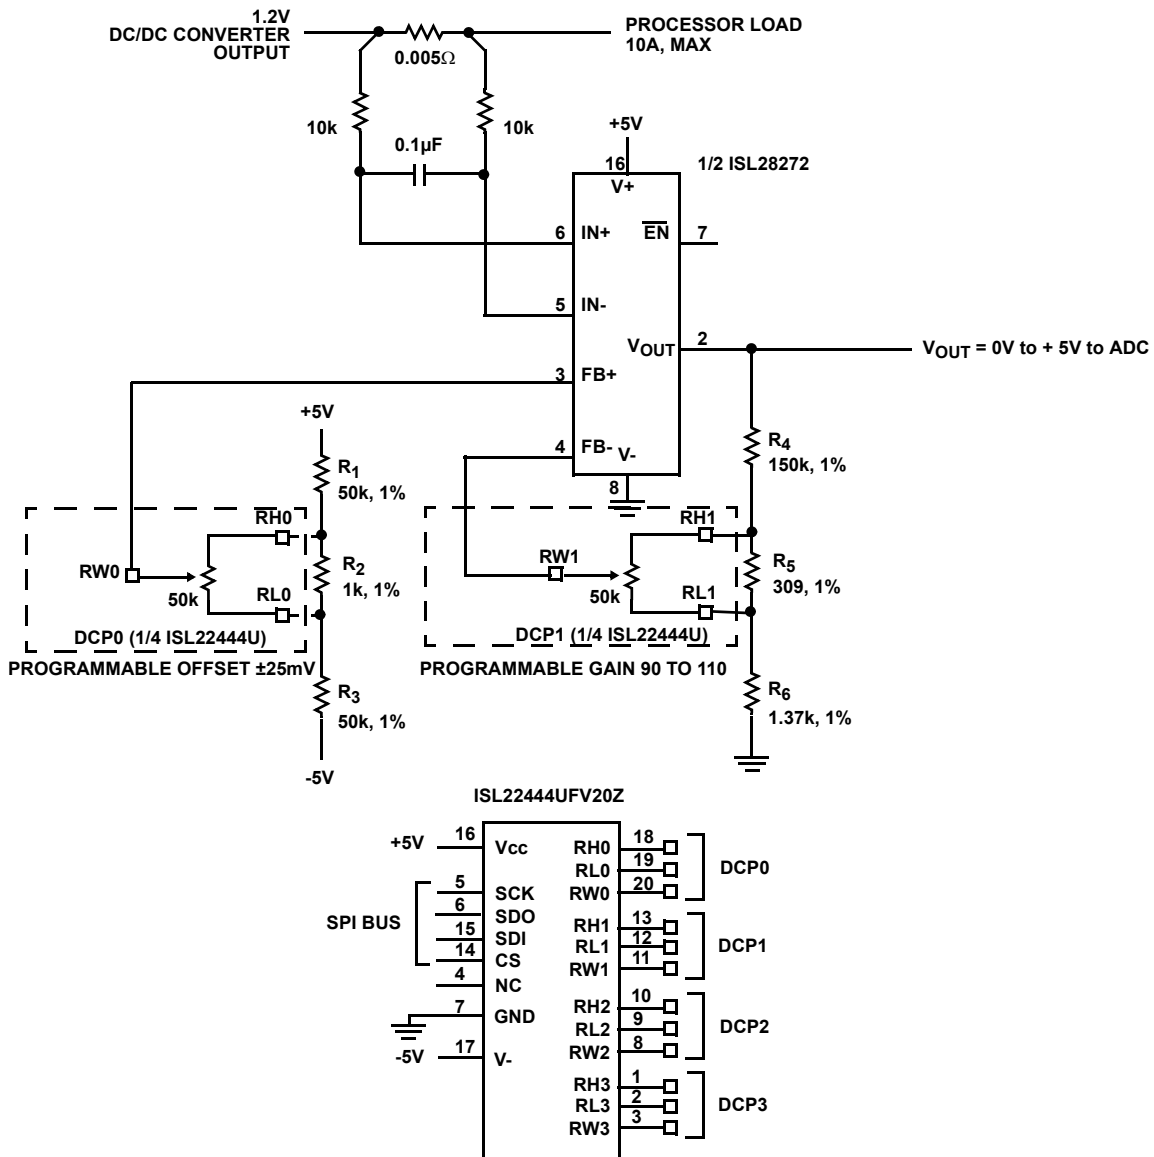 1.2V
DC/DC CONVERTER
OUTPUT
0.005Ω
PROCESSOR LOAD
10A, MAX
10k
10k
0.1µF
+5V
16
V+
1/2 ISL28272
6
IN+
EN
7
5
IN-
VOUT
2
VOUT = 0V to + 5V to ADC
3
FB+
4
FB-
V-
8
+5V
R1
50k, 1%
R4
150k, 1%
RH0
RW0
50k
RL0
R2
1k, 1%
DCP0 (1/4 ISL22444U)
PROGRAMMABLE OFFSET ±25mV
R3
50k, 1%
-5V
RH1
RW1
50k
RL1
R5
309, 1%
DCP1 (1/4 ISL22444U)
PROGRAMMABLE GAIN 90 TO 110
R6
1.37k, 1%
ISL22444UFV20Z
+5V
16
Vcc
SPI BUS
5
SCK
6
SDO
15
SDI
14
CS
4
NC
7
GND
-5V
17
V-
RH0
18
RL0
19
RW0
20
DCP0
RH1
13
RL1
12
RW1
11
DCP1
RH2
10
RL2
9
RW2
8
DCP2
RH3
1
RL3
2
RW3
3
DCP3